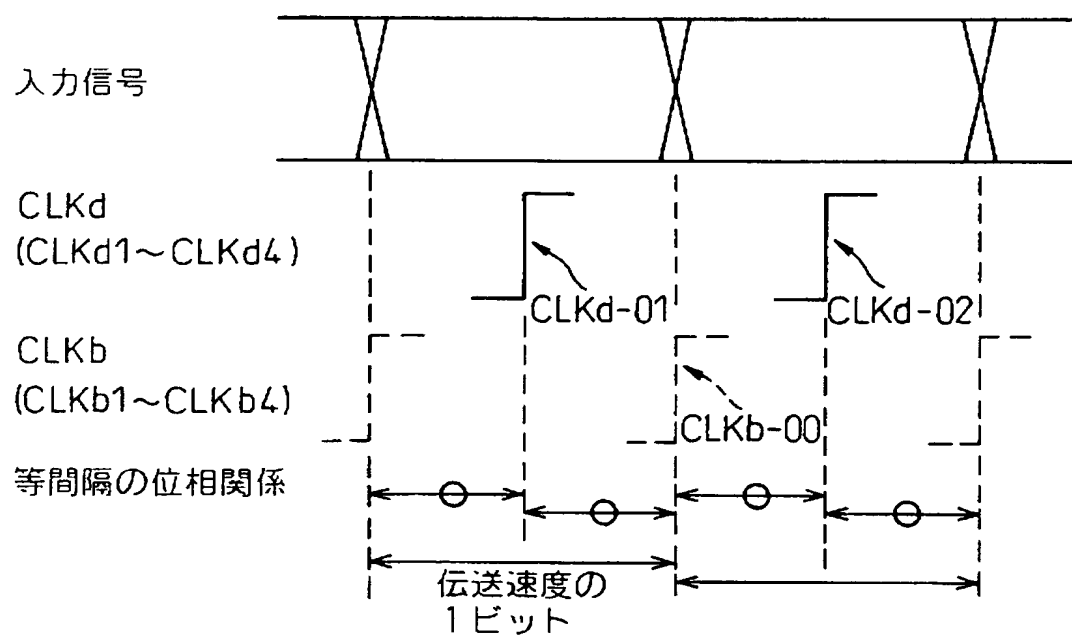 入力信号
CLKd
(CLKd1～CLKd4)
CLKd-01
CLKd-02
CLKb
(CLKb1～CLKb4)
CLKb-00
等間隔の位相関係
伝送速度の
1ビット